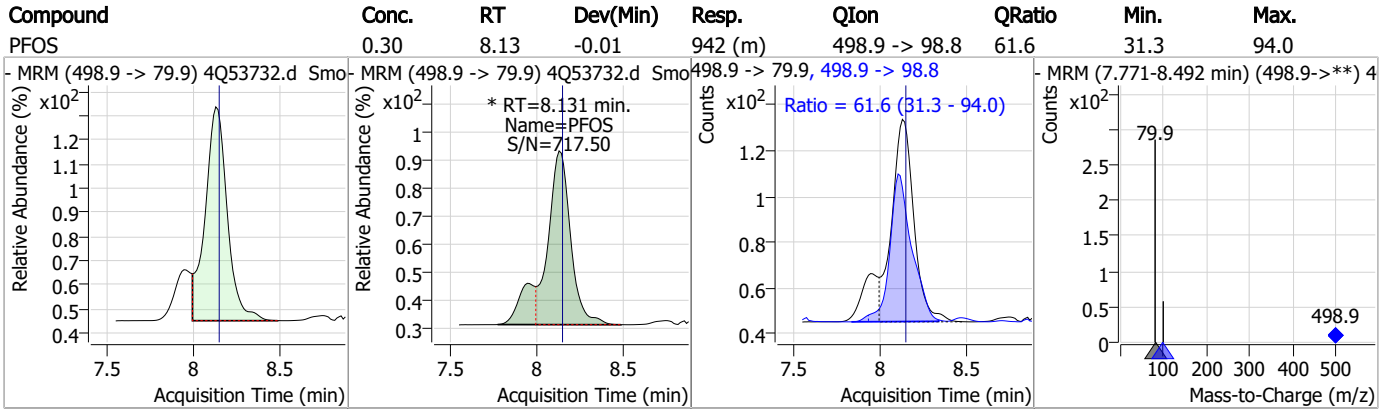 Compound Conc. RT Dev(Min) Resp. QIon QRatio Min. Max.
PFOS 0.30 8.13 -0.01 942 (m) 498.9 -> 98.8 61.6 31.3 94.0
- MRM (498.9 -> 79.9) 4Q53732.d Smo
Relative Abundance (%)
x10²
1.2
1.1
1
0.9
0.8
0.7
0.6
0.5
0.4
7.5 8 8.5
Acquisition Time (min)
- MRM (498.9 -> 79.9) 4Q53732.d Smo
Relative Abundance (%)
x10²
* RT=8.131 min.
Name=PFOS
S/N=717.50
1
0.9
0.8
0.7
0.6
0.5
0.4
0.3
7.5 8 8.5
Acquisition Time (min)
498.9 -> 79.9, 498.9 -> 98.8
Counts
x10²
Ratio = 61.6 (31.3 - 94.0)
1.2
1
0.8
0.6
0.4
7.5 8 8.5
Acquisition Time (min)
- MRM (7.771-8.492 min) (498.9->**) 4
Counts
x10²
79.9
2.5
2
1.5
1
0.5
0
498.9
100 200 300 400 500
Mass-to-Charge (m/z)